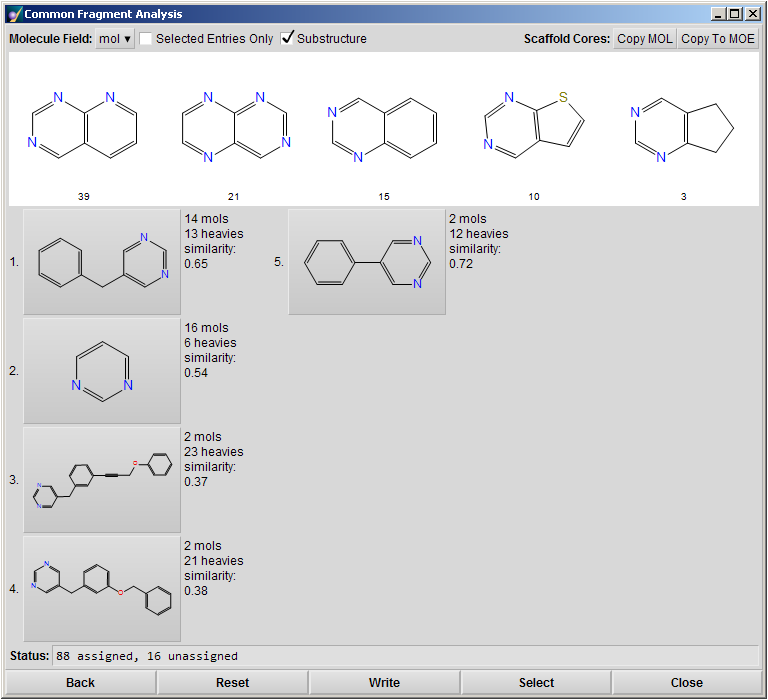 Common Fragment Analysis
Molecule Field: mol Selected Entries Only Substructure Scaffold Cores: Copy MOL Copy To MOE
N N
N
N N
N N
N
N
N S
N
N
N
39 21 15 10 3
1. N
N
14 mols
13 heavies
similarity:
0.65
5. N
N
2 mols
12 heavies
similarity:
0.72
2. N N
16 mols
6 heavies
similarity:
0.54
3. N
N
O
2 mols
23 heavies
similarity:
0.37
4. N
N
O
2 mols
21 heavies
similarity:
0.38
Status: 88 assigned, 16 unassigned
Back Reset Write Select Close